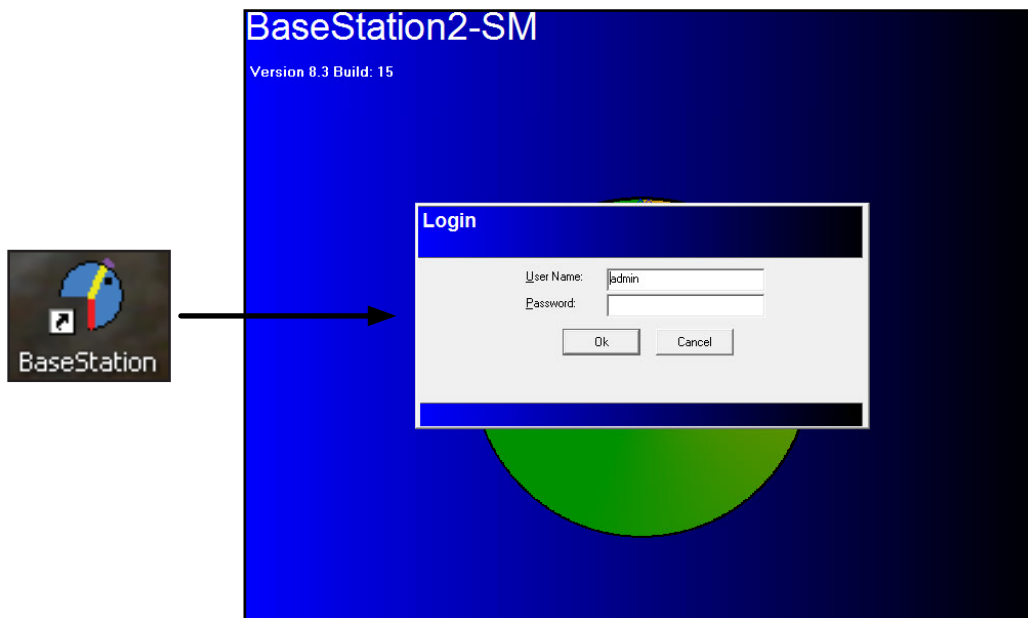 BaseStation2-SM
Version 8.3 Build: 15
Login
User Name: admin
Password:
Ok Cancel
BaseStation